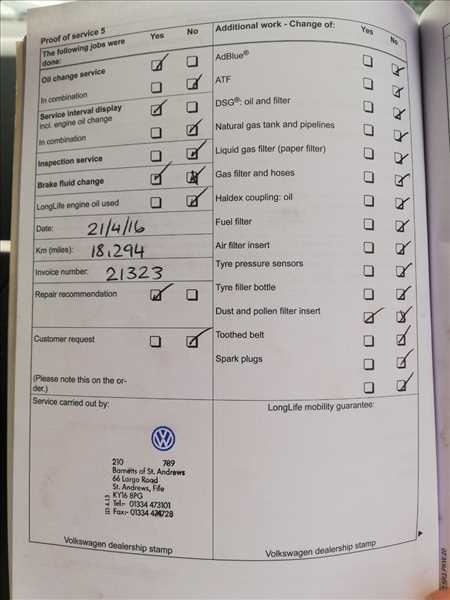 Proof of service 5
The following jobs were
done:
Yes
No
Oil change service
In combination
Service interval display
incl. engine oil change
In combination
Inspection service
Brake fluid change
LongLife engine oil used
Date:
21/4/16
Km (miles):
18,294
Invoice number:
21323
Repair recommendation
Customer request
(Please note this on the or-
der.)
Additional work - Change of:
Yes
No
AdBlue®
ATF
DSG®: oil and filter
Natural gas tank and pipelines
Liquid gas filter (paper filter)
Gas filter and hoses
Haldex coupling: oil
Fuel filter
Air filter insert
Tyre pressure sensors
Tyre filler bottle
Dust and pollen filter insert
Toothed belt
Spark plugs
Service carried out by:
210 789
Barnetts of St. Andrews
66 Largo Road
St. Andrews, Fife
KY16 8PG
Tel:- 01334 473101
Fax:- 01334 474728
ID 4.13
Volkswagen dealership stamp
LongLife mobility guarantee:
Volkswagen dealership stamp